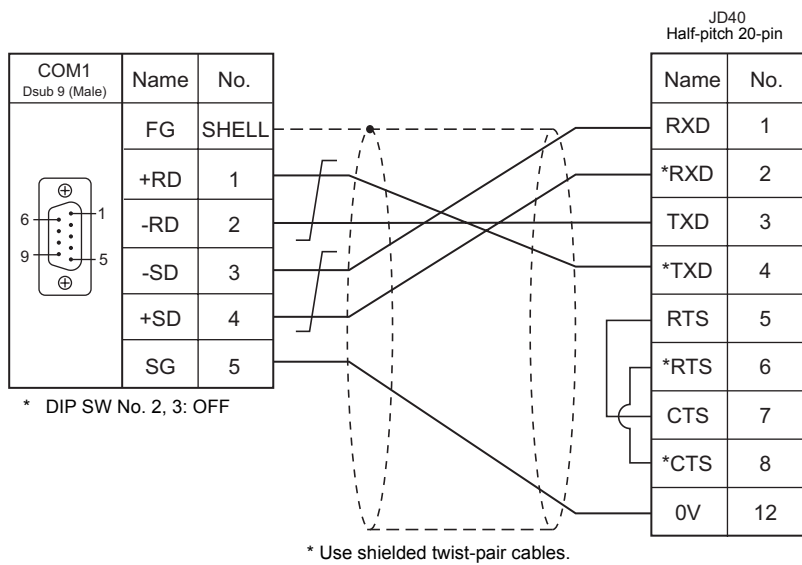 JD40
Half-pitch 20-pin
COM1
Dsub 9 (Male)
Name No.
FG SHELL
+RD 1
-RD 2
-SD 3
+SD 4
SG 5
6 1
9 5
* DIP SW No. 2, 3: OFF
Name No.
RXD 1
*RXD 2
TXD 3
*TXD 4
RTS 5
*RTS 6
CTS 7
*CTS 8
0V 12
* Use shielded twist-pair cables.